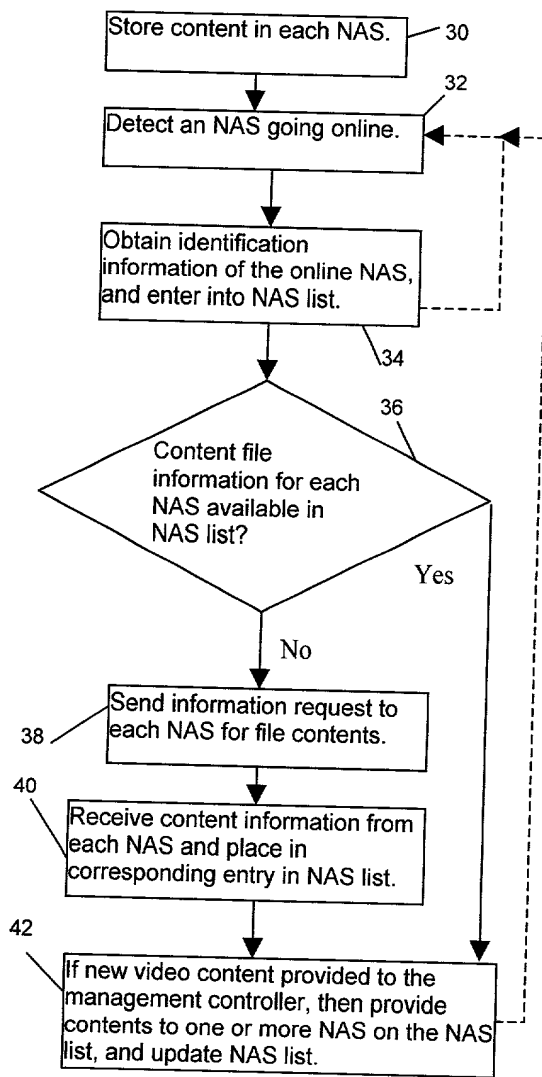 Store content in each NAS.
30
32
Detect an NAS going online.
Obtain identification
information of the online NAS,
and enter into NAS list.
34
36
Content file
information for each
NAS available in
NAS list?
Yes
No
Send information request to
each NAS for file contents.
38
40
Receive content information from
each NAS and place in
corresponding entry in NAS list.
42
If new video content provided to the
management controller, then provide
contents to one or more NAS on the NAS
list, and update NAS list.